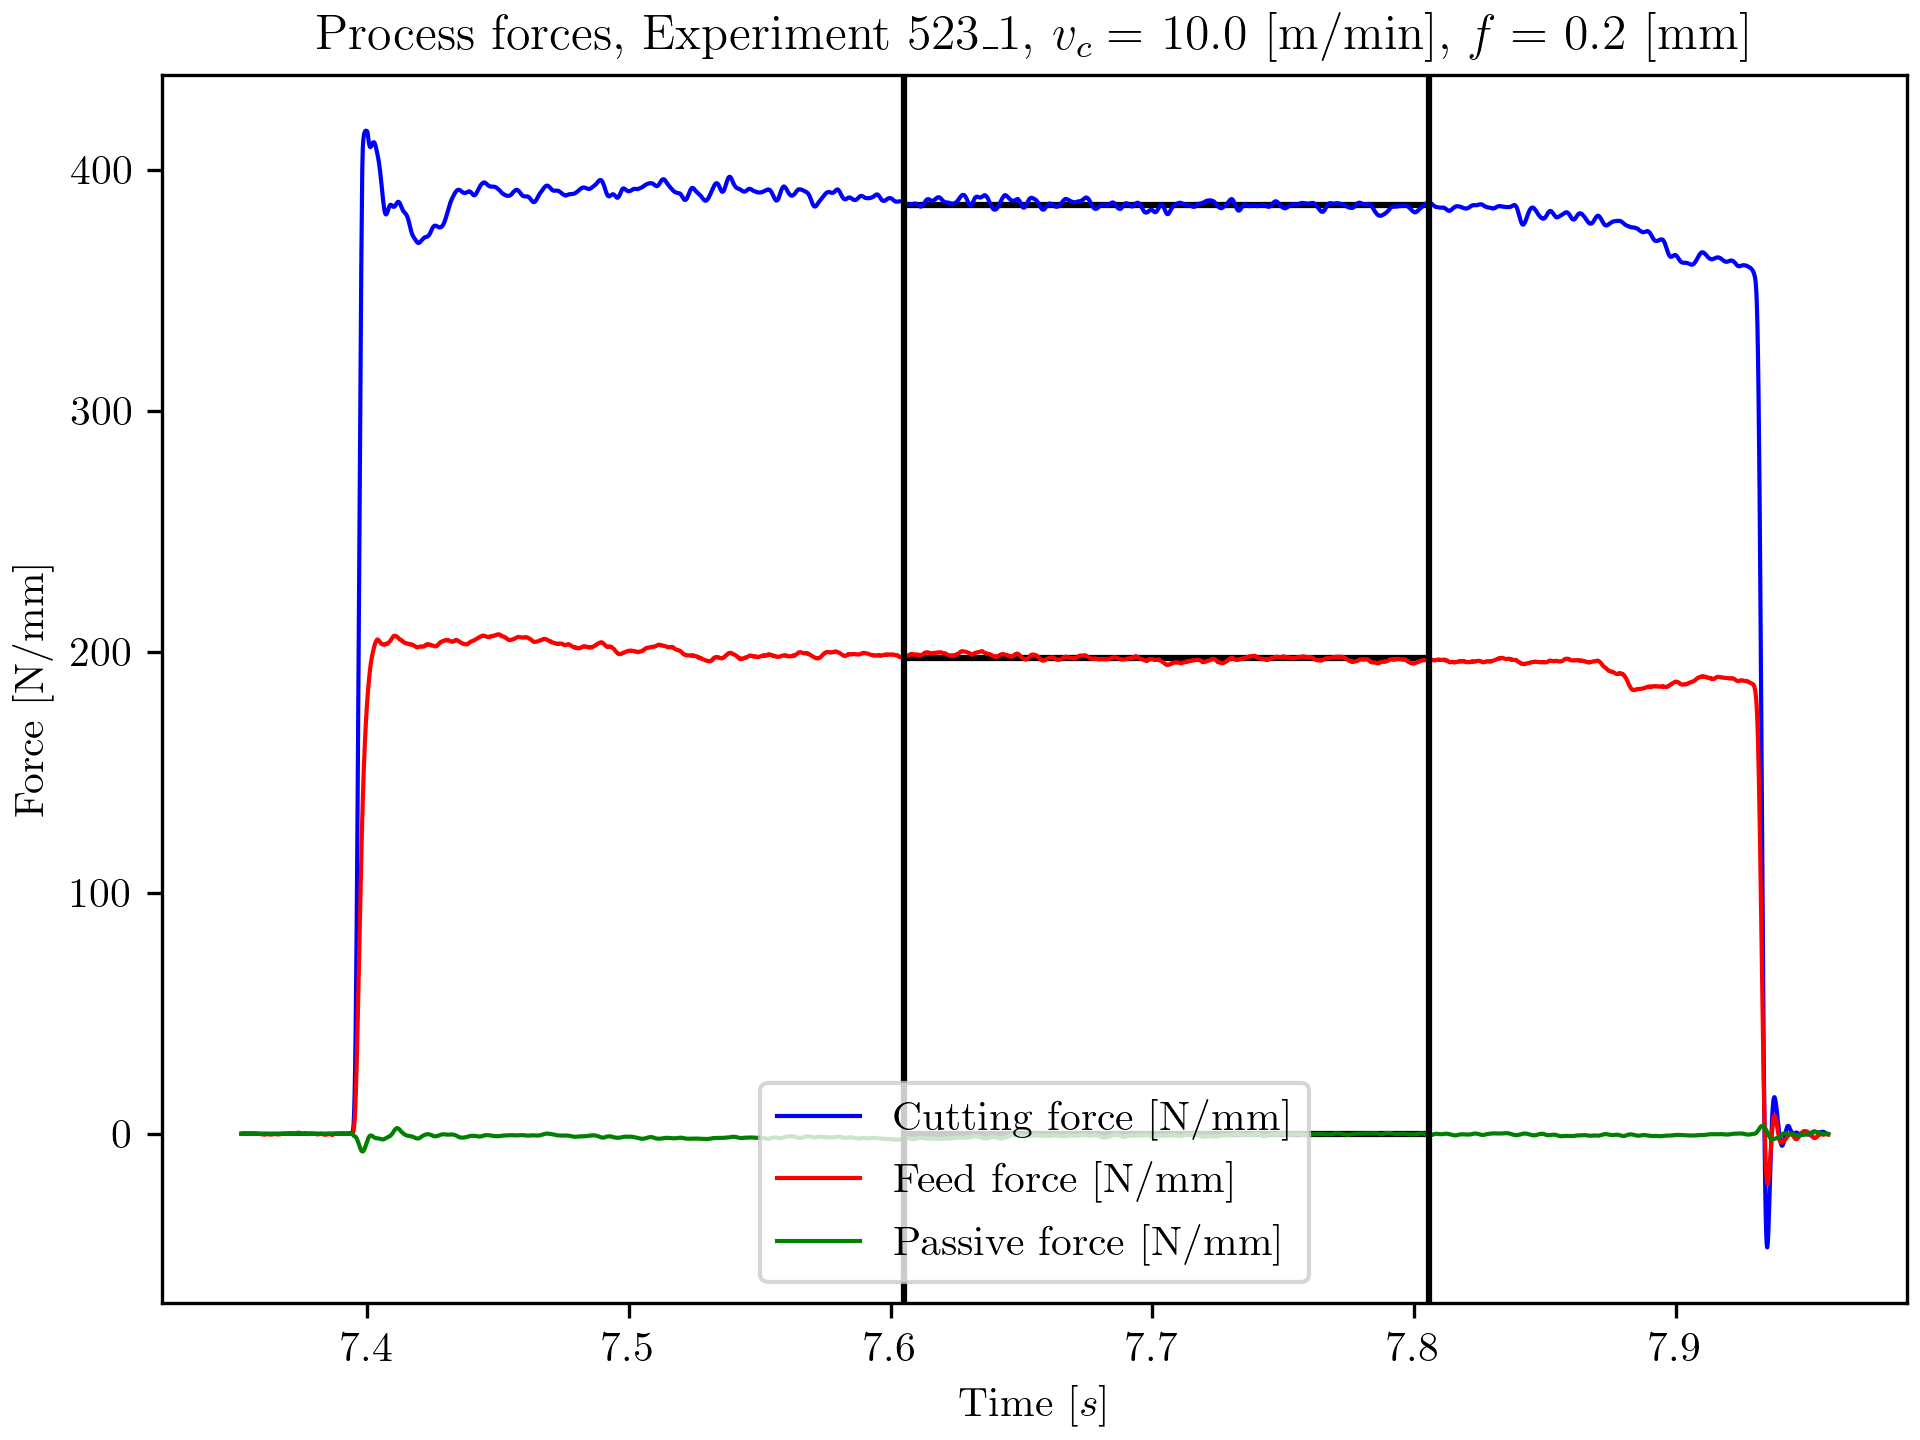 Process forces, Experiment 523_1, v_c = 10.0 [m/min], f = 0.2 [mm]
Force [N/mm]
400
300
200
100
0
Cutting force [N/mm]
Feed force [N/mm]
Passive force [N/mm]
7.4 7.5 7.6 7.7 7.8 7.9
Time [s]